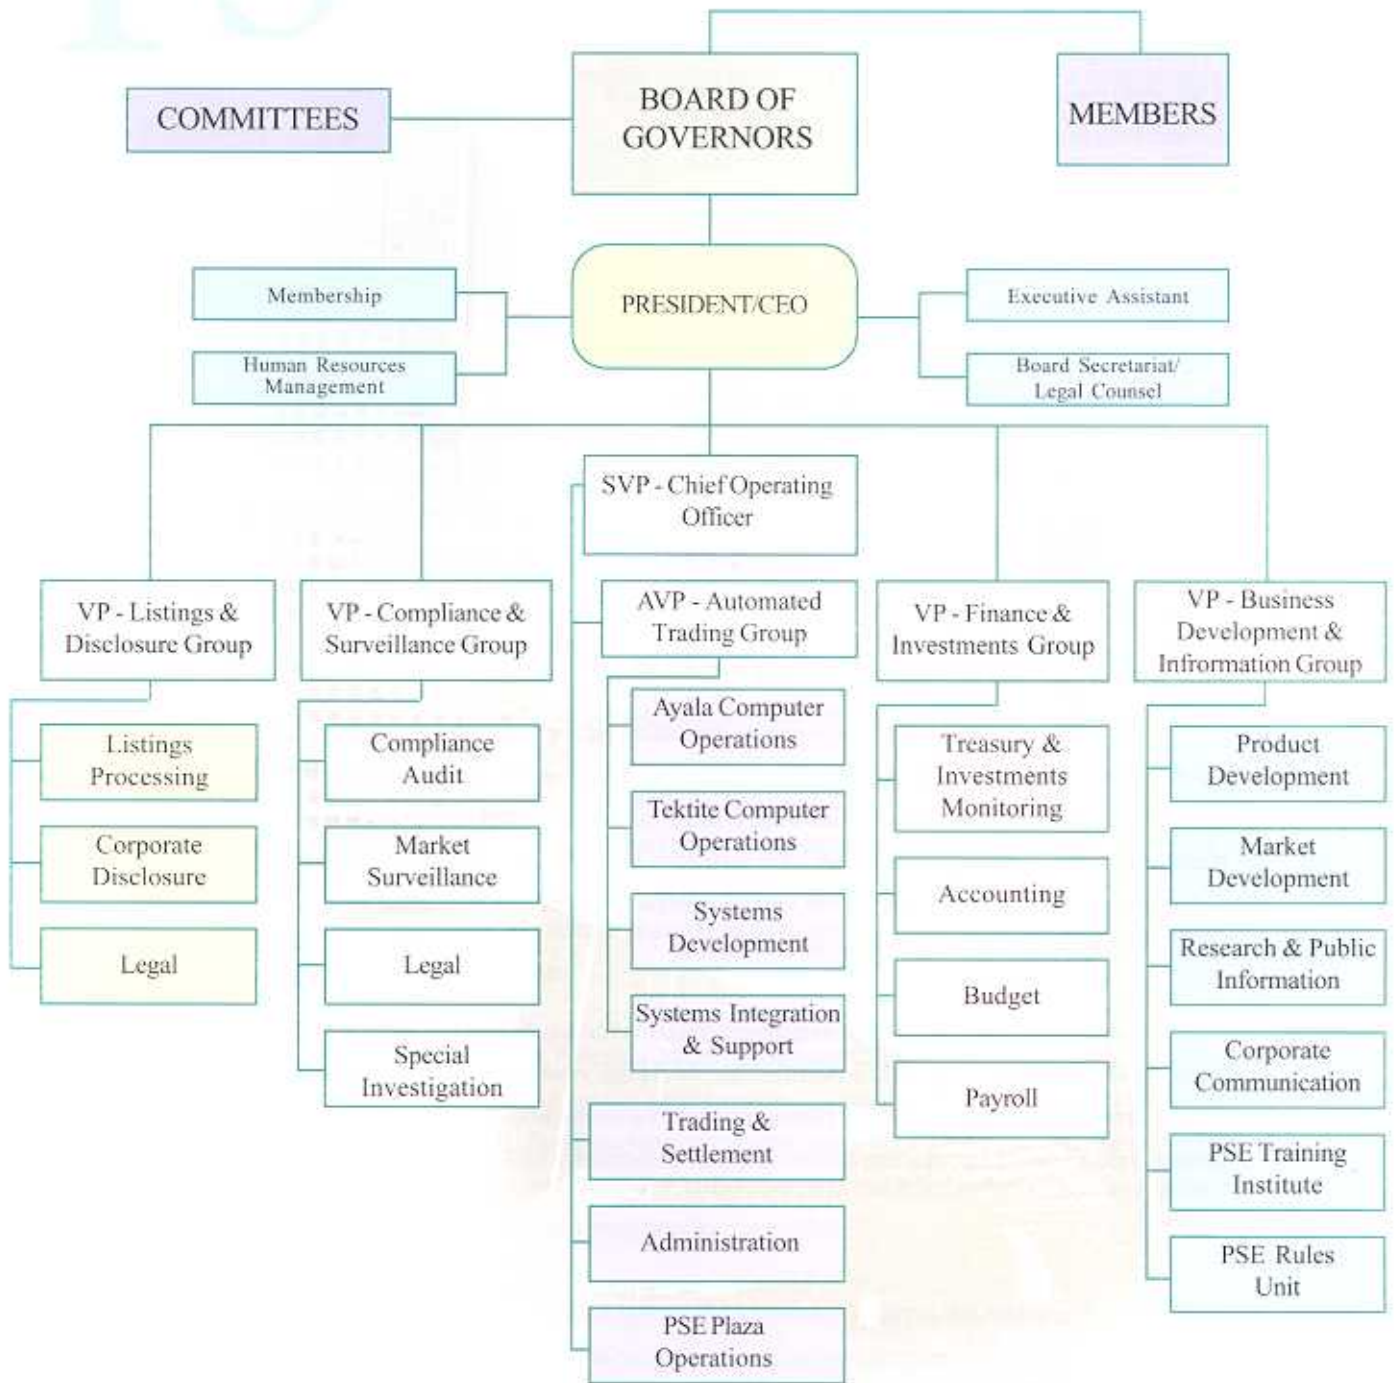 COMMITTEES
BOARD OF
GOVERNORS
MEMBERS
Membership
Human Resources
Management
PRESIDENT/CEO
Executive Assistant
Board Secretariat/
Legal Counsel
SVP - Chief Operating
Officer
VP - Listings &
Disclosure Group
Listings
Processing
Corporate
Disclosure
Legal
VP - Compliance &
Surveillance Group
Compliance
Audit
Market
Surveillance
Legal
Special
Investigation
AVP - Automated
Trading Group
Ayala Computer
Operations
Tektite Computer
Operations
Systems
Development
Systems Integration
& Support
Trading &
Settlement
Administration
PSE Plaza
Operations
VP - Finance &
Investments Group
Treasury &
Investments
Monitoring
Accounting
Budget
Payroll
VP - Business
Development &
Infrormation Group
Product
Development
Market
Development
Research & Public
Information
Corporate
Communication
PSE Training
Institute
PSE Rules
Unit